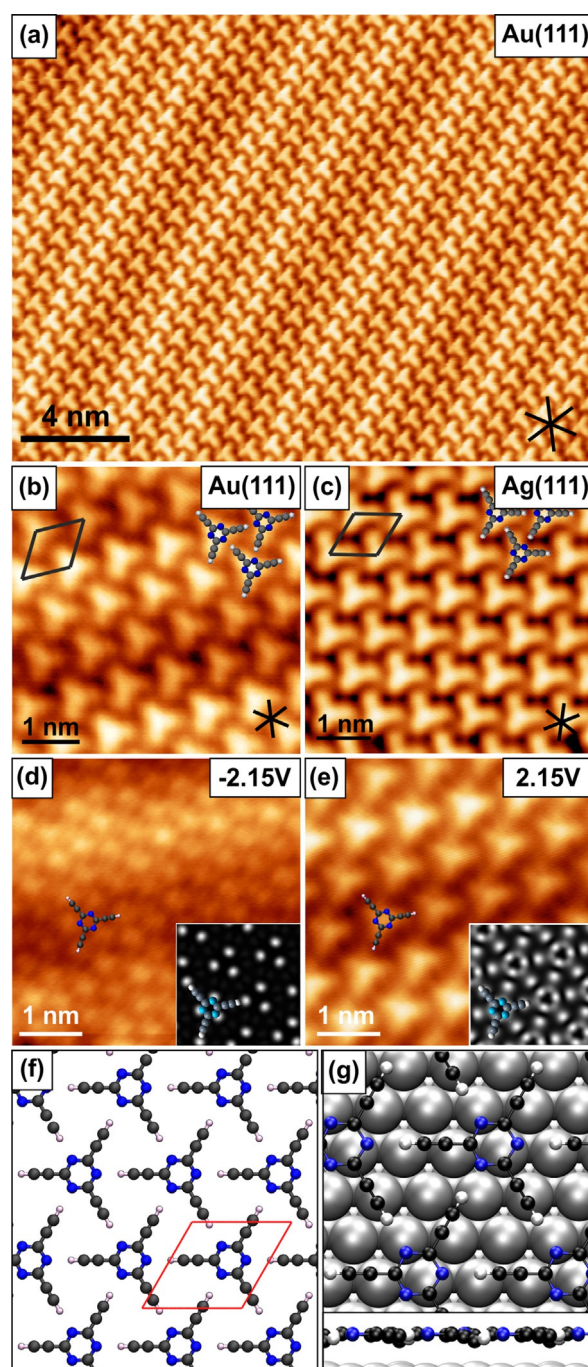 (a) Au(111)
4 nm
(b) Au(111)
1 nm
(c) Ag(111)
1 nm
(d) -2.15V
1 nm
(e) 2.15V
1 nm
(f)
(g)